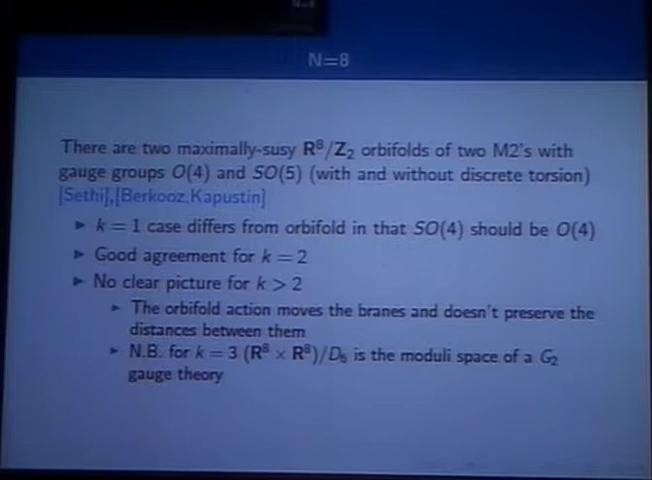 N=8
There are two maximally-susy R⁸/Z₂ orbifolds of two M2's with
gauge groups O(4) and SO(5) (with and without discrete torsion)
[Sethi],[Berkooz,Kapustin]
► k = 1 case differs from orbifold in that SO(4) should be O(4)
► Good agreement for k = 2
► No clear picture for k > 2
► The orbifold action moves the branes and doesn't preserve the
distances between them
► N.B. for k = 3 (R⁸ × R⁸)/D₆ is the moduli space of a G₂
gauge theory